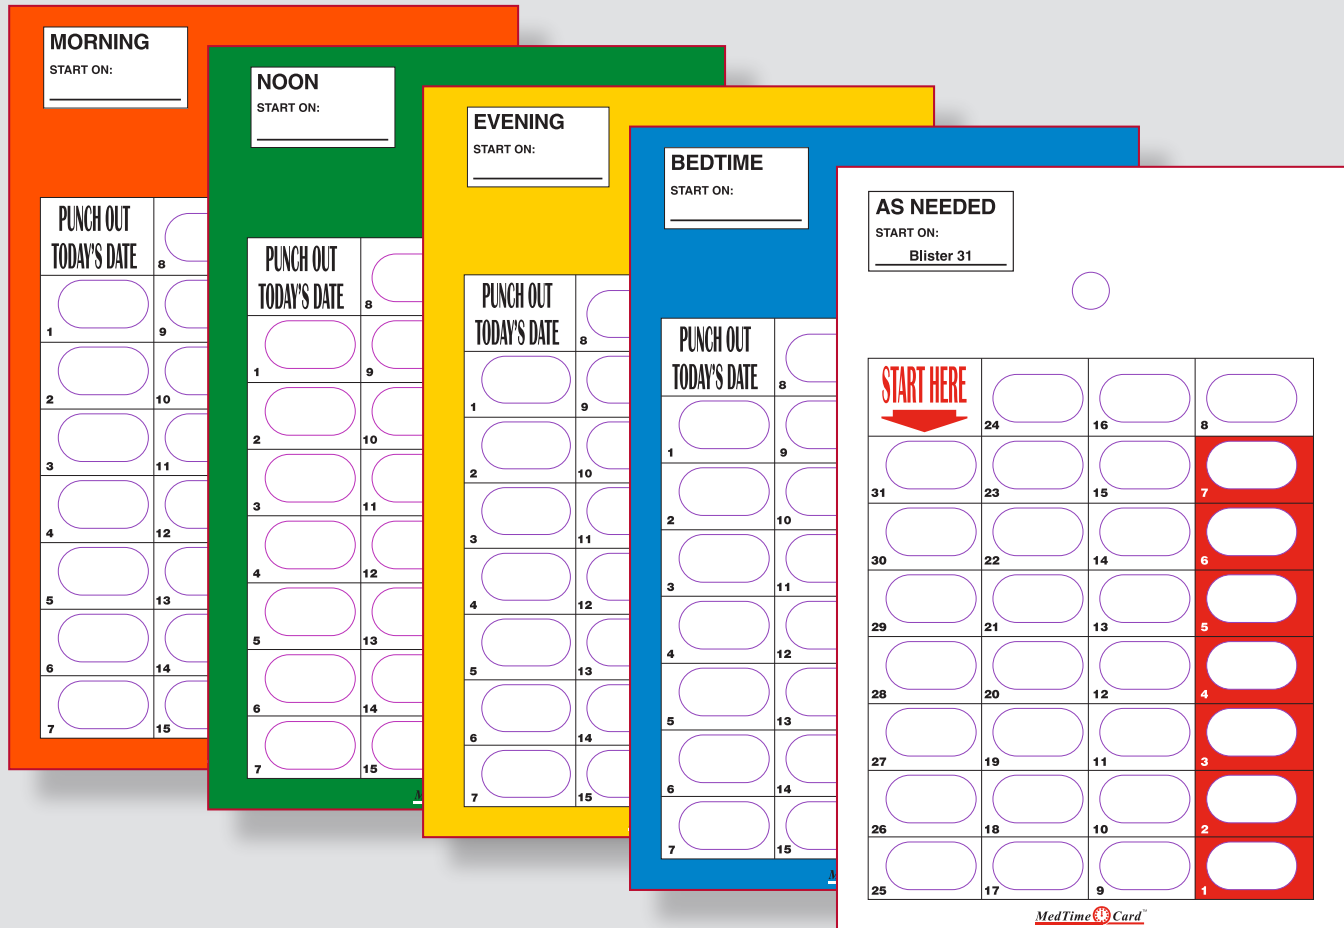 MORNING
START ON:
PUNCH OUT
TODAY'S DATE
8
1
9
2
10
3
11
4
12
5
13
6
14
7
15
NOON
START ON:
PUNCH OUT
TODAY'S DATE
8
1
9
2
10
3
11
4
12
5
13
6
14
7
15
EVENING
START ON:
PUNCH OUT
TODAY'S DATE
8
1
9
2
10
3
11
4
12
5
13
6
14
7
15
BEDTIME
START ON:
PUNCH OUT
TODAY'S DATE
8
1
9
2
10
3
11
4
12
5
13
6
14
7
15
AS NEEDED
START ON:
Blister 31
START HERE
24 16 8
31 23 15 7
30 22 14 6
29 21 13 5
28 20 12 4
27 19 11 3
26 18 10 2
25 17 9 1
MedTime Card™